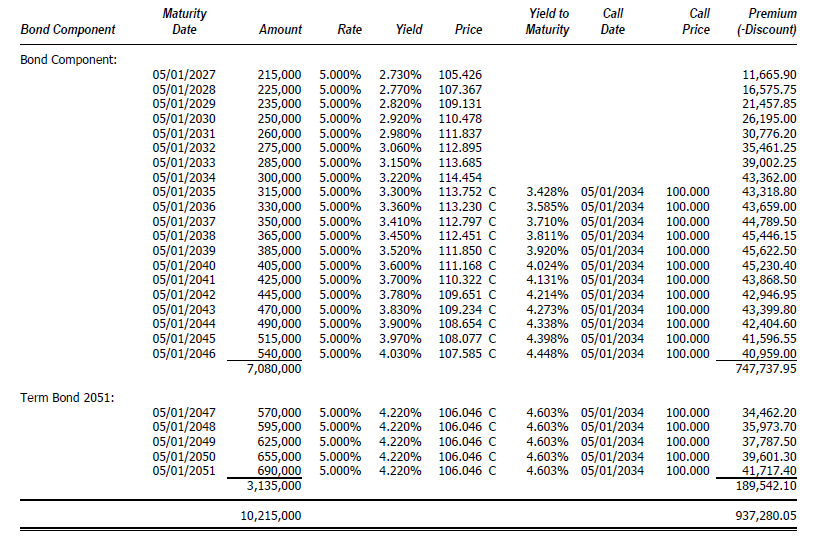 Maturity Yield to Call Call Premium
Bond Component Date Amount Rate Yield Price Maturity Date Price (-Discount)
Bond Component:
05/01/2027 215,000 5.000% 2.730% 105.426 11,665.90
05/01/2028 225,000 5.000% 2.770% 107.367 16,575.75
05/01/2029 235,000 5.000% 2.820% 109.131 21,457.85
05/01/2030 250,000 5.000% 2.920% 110.478 26,195.00
05/01/2031 260,000 5.000% 2.980% 111.837 30,776.20
05/01/2032 275,000 5.000% 3.060% 112.895 35,461.25
05/01/2033 285,000 5.000% 3.150% 113.685 39,002.25
05/01/2034 300,000 5.000% 3.220% 114.454 43,362.00
05/01/2035 315,000 5.000% 3.300% 113.752 C 3.428% 05/01/2034 100.000 43,318.80
05/01/2036 330,000 5.000% 3.360% 113.230 C 3.585% 05/01/2034 100.000 43,659.00
05/01/2037 350,000 5.000% 3.410% 112.797 C 3.710% 05/01/2034 100.000 44,789.50
05/01/2038 365,000 5.000% 3.450% 112.451 C 3.811% 05/01/2034 100.000 45,446.15
05/01/2039 385,000 5.000% 3.520% 111.850 C 3.920% 05/01/2034 100.000 45,622.50
05/01/2040 405,000 5.000% 3.600% 111.168 C 4.024% 05/01/2034 100.000 45,230.40
05/01/2041 425,000 5.000% 3.700% 110.322 C 4.131% 05/01/2034 100.000 43,868.50
05/01/2042 445,000 5.000% 3.780% 109.651 C 4.214% 05/01/2034 100.000 42,946.95
05/01/2043 470,000 5.000% 3.830% 109.234 C 4.273% 05/01/2034 100.000 43,399.80
05/01/2044 490,000 5.000% 3.900% 108.654 C 4.338% 05/01/2034 100.000 42,404.60
05/01/2045 515,000 5.000% 3.970% 108.077 C 4.398% 05/01/2034 100.000 41,596.55
05/01/2046 540,000 5.000% 4.030% 107.585 C 4.448% 05/01/2034 100.000 40,959.00
7,080,000 747,737.95
Term Bond 2051:
05/01/2047 570,000 5.000% 4.220% 106.046 C 4.603% 05/01/2034 100.000 34,462.20
05/01/2048 595,000 5.000% 4.220% 106.046 C 4.603% 05/01/2034 100.000 35,973.70
05/01/2049 625,000 5.000% 4.220% 106.046 C 4.603% 05/01/2034 100.000 37,787.50
05/01/2050 655,000 5.000% 4.220% 106.046 C 4.603% 05/01/2034 100.000 39,601.30
05/01/2051 690,000 5.000% 4.220% 106.046 C 4.603% 05/01/2034 100.000 41,717.40
3,135,000 189,542.10
10,215,000 937,280.05